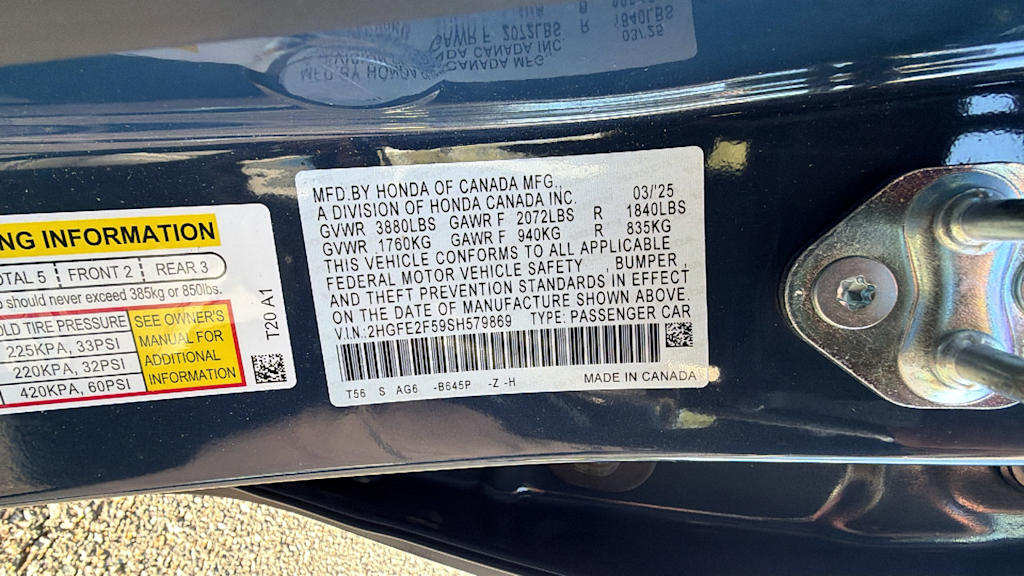 NG INFORMATION
OTAL 5 FRONT 2 REAR 3
should never exceed 385kg or 850lbs.
OLD TIRE PRESSURE
225KPA, 33PSI
220KPA, 32PSI
420KPA, 60PSI
SEE OWNER'S
MANUAL FOR
ADDITIONAL
INFORMATION
T20 A1
MFD.BY HONDA OF CANADA MFG., 03/'25
A DIVISION OF HONDA CANADA INC.
GVWR 3880LBS GAWR F 2072LBS R 1840LBS
GVWR 1760KG GAWR F 940KG R 835KG
THIS VEHICLE CONFORMS TO ALL APPLICABLE
FEDERAL MOTOR VEHICLE SAFETY , BUMPER ,
AND THEFT PREVENTION STANDARDS IN EFFECT
ON THE DATE OF MANUFACTURE SHOWN ABOVE.
V.I.N:2HGFE2F59SH579869 TYPE: PASSENGER CAR
T56 S AG6 -B645P -Z -H MADE IN CANADA